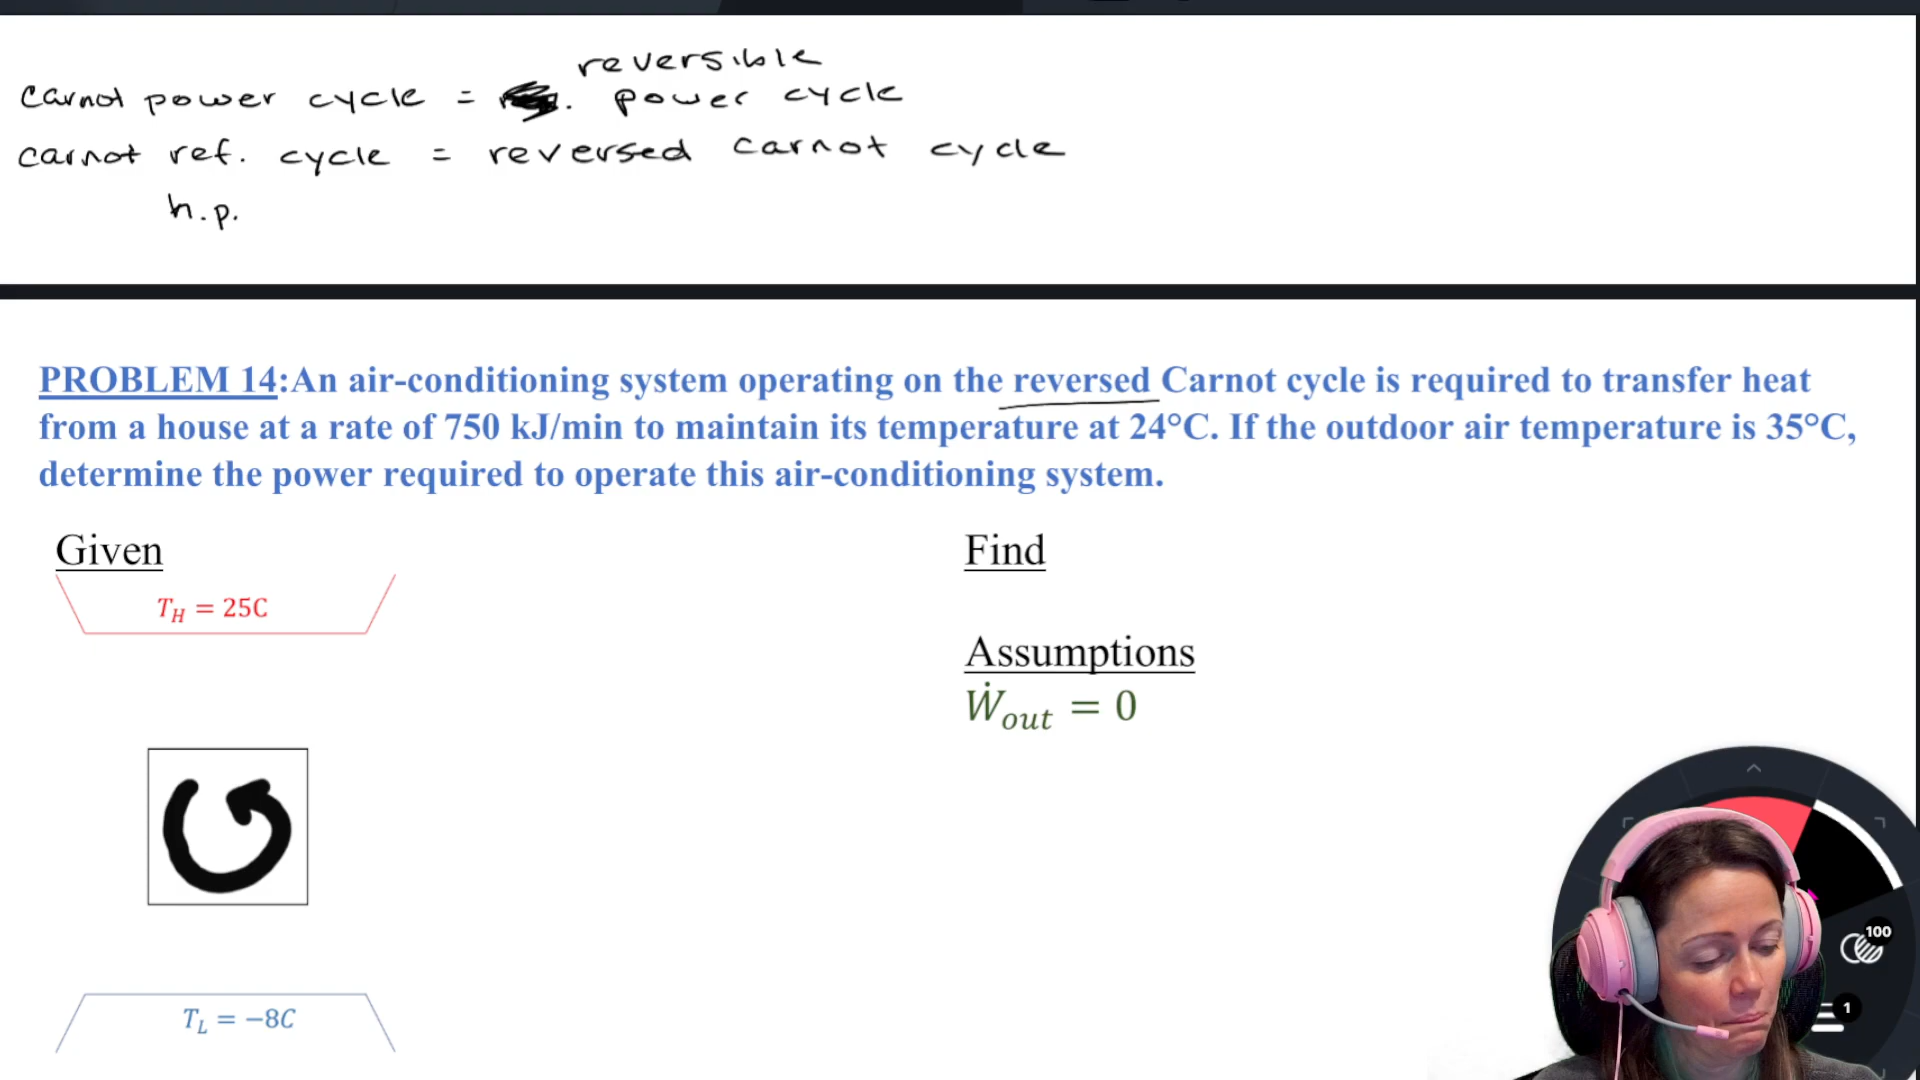 reversible
carnot power cycle = power cycle
carnot ref. cycle = reversed carnot cycle
h.p.
PROBLEM 14:An air-conditioning system operating on the reversed Carnot cycle is required to transfer heat
from a house at a rate of 750 kJ/min to maintain its temperature at 24°C. If the outdoor air temperature is 35°C,
determine the power required to operate this air-conditioning system.
Given
Find
T_H = 25C
Assumptions
Ẇ_out = 0
T_L = −8C
100
1